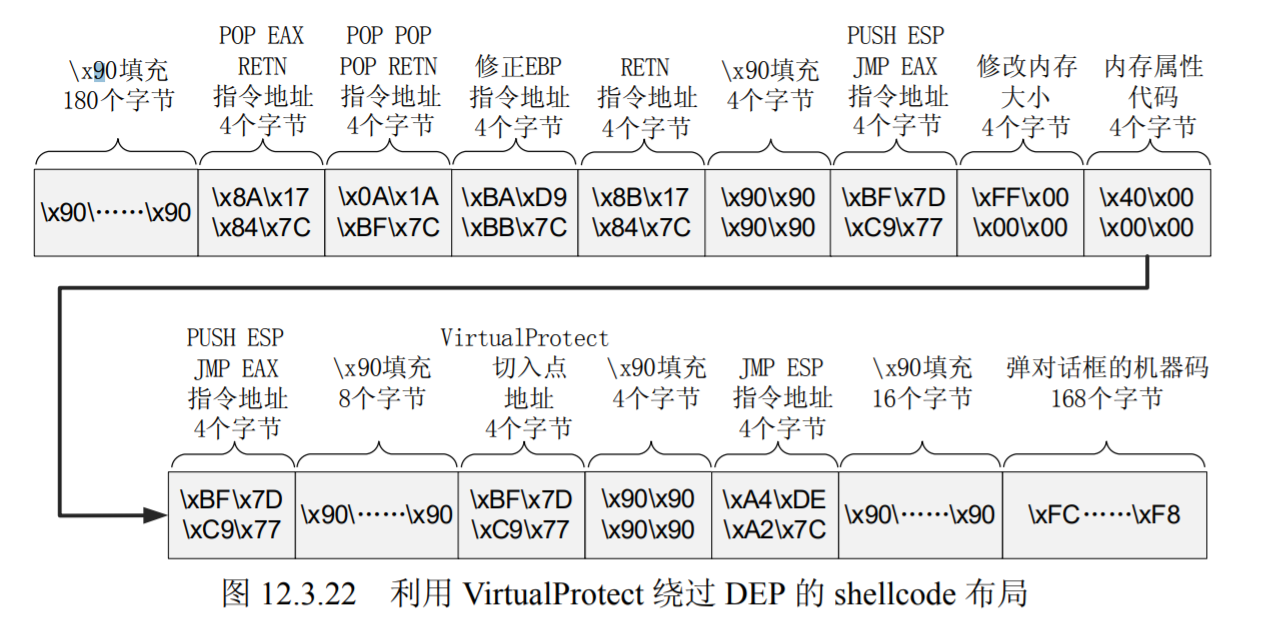 \x90填充
180个字节
POP EAX
RETN
指令地址
4个字节
POP POP
POP RETN
指令地址
4个字节
修正EBP
指令地址
4个字节
RETN
指令地址
4个字节
\x90填充
4个字节
PUSH ESP
JMP EAX
指令地址
4个字节
修改内存
大小
4个字节
内存属性
代码
4个字节
\x90\……\x90
\x8A\x17
\x84\x7C
\x0A\x1A
\xBF\x7C
\xBA\xD9
\xBB\x7C
\x8B\x17
\x84\x7C
\x90\x90
\x90\x90
\xBF\x7D
\xC9\x77
\xFF\x00
\x00\x00
\x40\x00
\x00\x00
PUSH ESP
JMP EAX
指令地址
4个字节
\x90填充
8个字节
VirtualProtect
切入点
地址
4个字节
\x90填充
4个字节
JMP ESP
指令地址
4个字节
\x90填充
16个字节
弹对话框的机器码
168个字节
\xBF\x7D
\xC9\x77
\x90\……\x90
\xBF\x7D
\xC9\x77
\x90\x90
\x90\x90
\xA4\xDE
\xA2\x7C
\x90\……\x90
\xFC……\xF8
图 12.3.22 利用 VirtualProtect 绕过 DEP 的 shellcode 布局